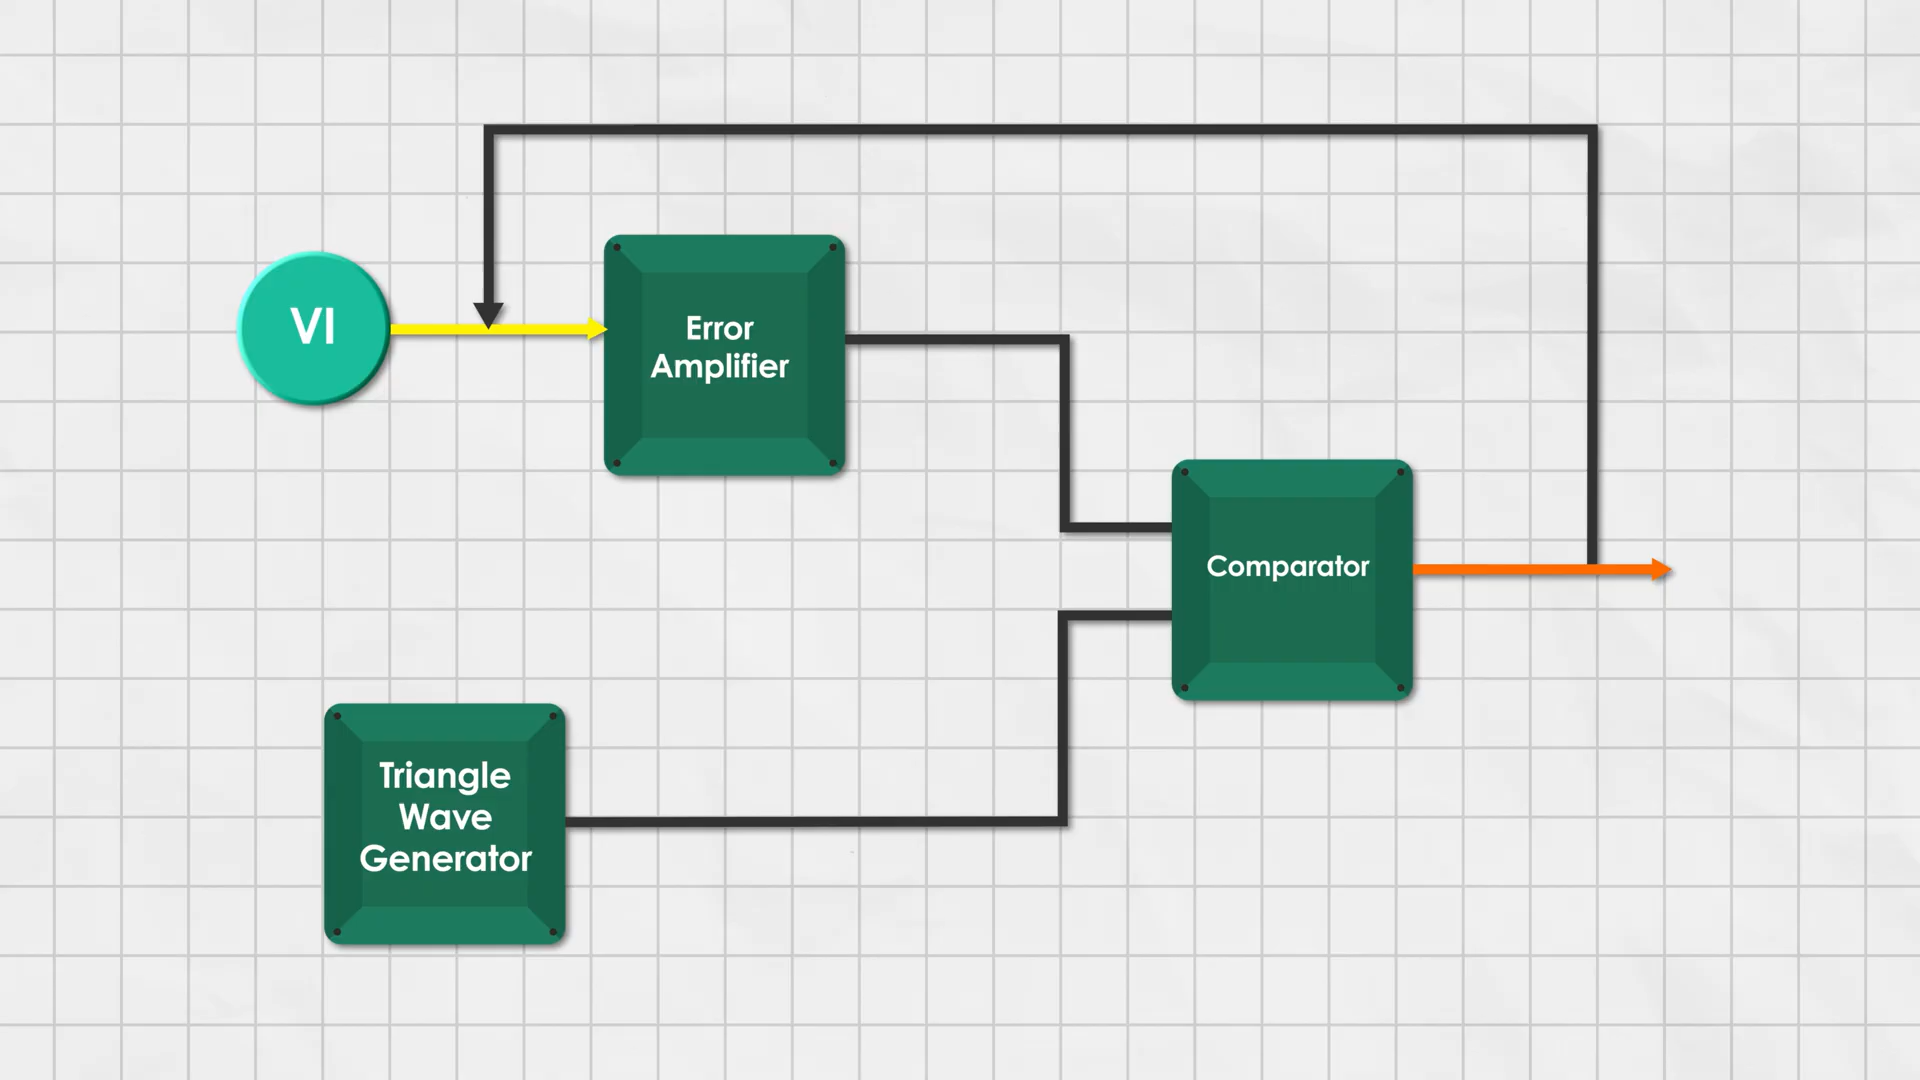 VI
Error
Amplifier
Comparator
Triangle
Wave
Generator